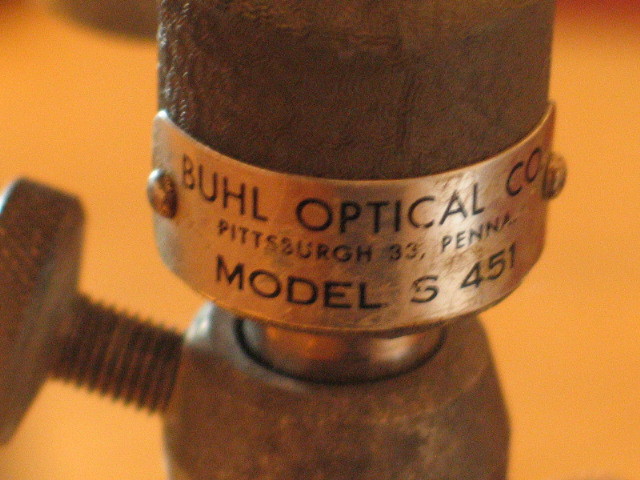 BUHL OPTICAL CO.
PITTSBURGH 33, PENNA.
MODEL S 451